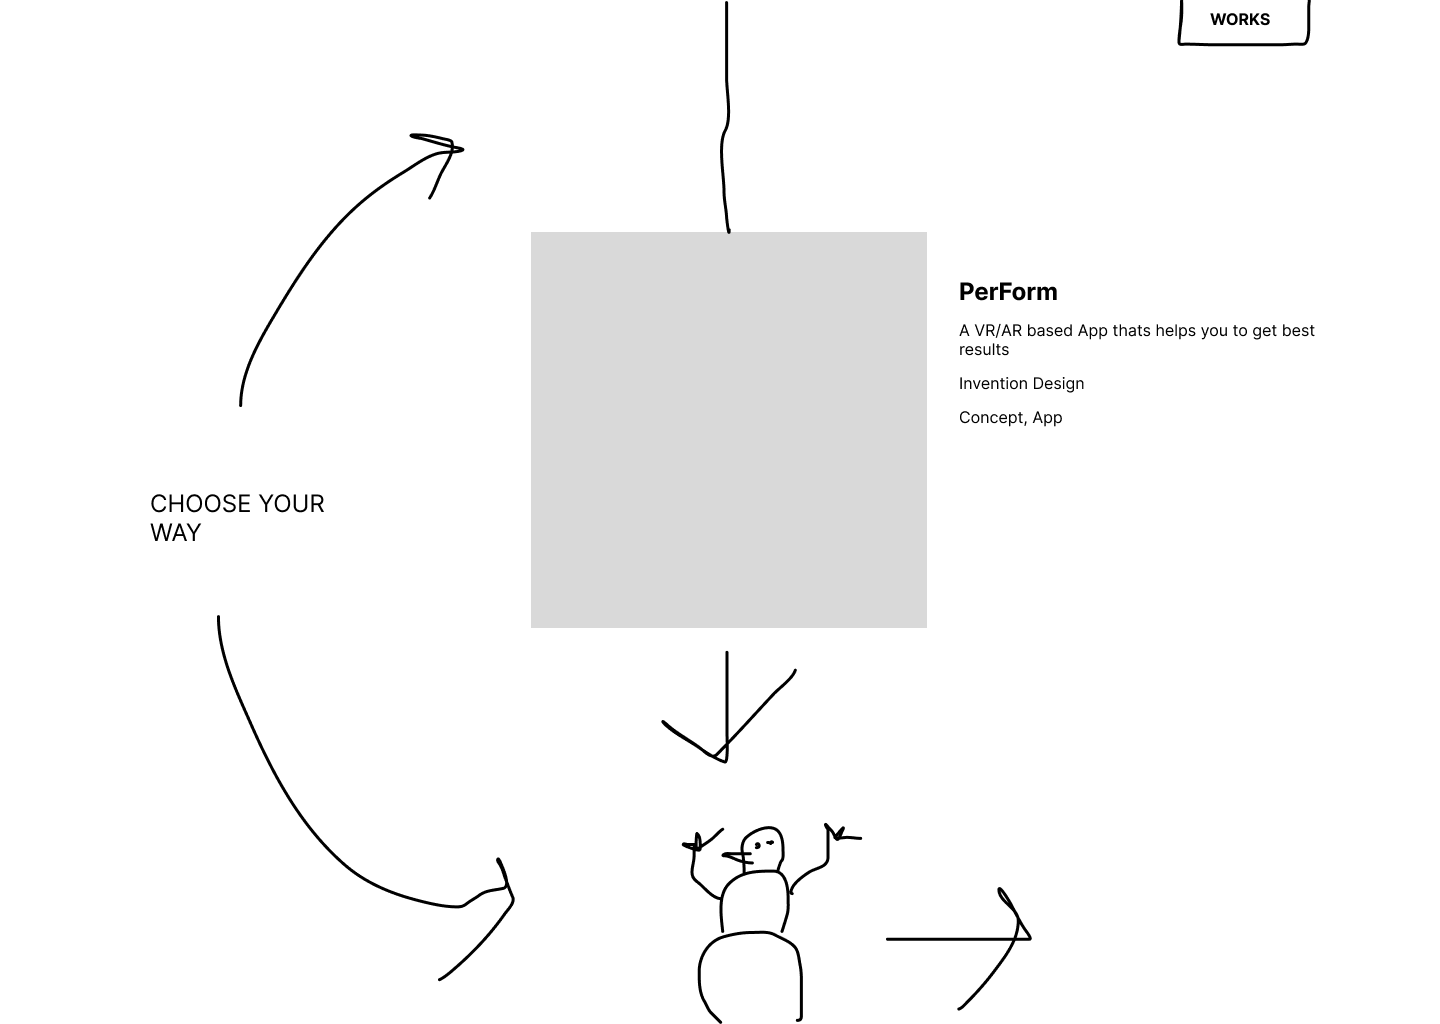 WORKS
PerForm
A VR/AR based App thats helps you to get best
results
Invention Design
Concept, App
CHOOSE YOUR
WAY